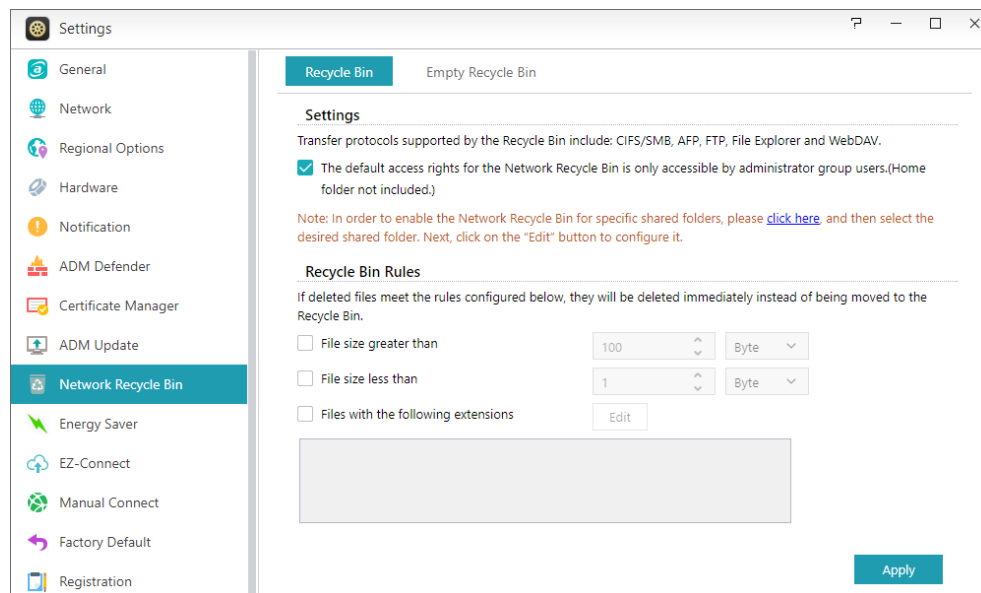 Settings
General
Network
Regional Options
Hardware
Notification
ADM Defender
Certificate Manager
ADM Update
Network Recycle Bin
Energy Saver
EZ-Connect
Manual Connect
Factory Default
Registration
Recycle Bin
Empty Recycle Bin
Settings
Transfer protocols supported by the Recycle Bin include: CIFS/SMB, AFP, FTP, File Explorer and WebDAV.
The default access rights for the Network Recycle Bin is only accessible by administrator group users.(Home
folder not included.)
Note: In order to enable the Network Recycle Bin for specific shared folders, please click here, and then select the
desired shared folder. Next, click on the “Edit” button to configure it.
Recycle Bin Rules
If deleted files meet the rules configured below, they will be deleted immediately instead of being moved to the
Recycle Bin.
File size greater than 100 Byte
File size less than 1 Byte
Files with the following extensions Edit
Apply